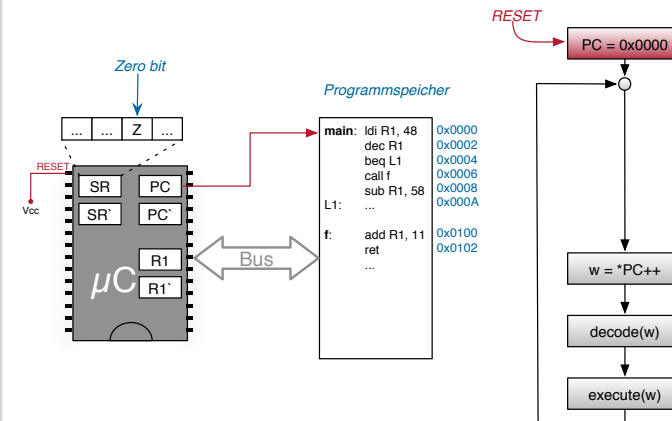 RESET
PC = 0x0000
Zero bit
Programmspeicher
... ... Z ...
main: ldi R1, 48 0x0000
dec R1 0x0002
beq L1 0x0004
call f 0x0006
sub R1, 58 0x0008
L1: ... 0x000A
f: add R1, 11 0x0100
ret 0x0102
...
RESET
Vcc
SR PC
SR` PC`
R1
R1`
µC
Bus
w = *PC++
decode(w)
execute(w)